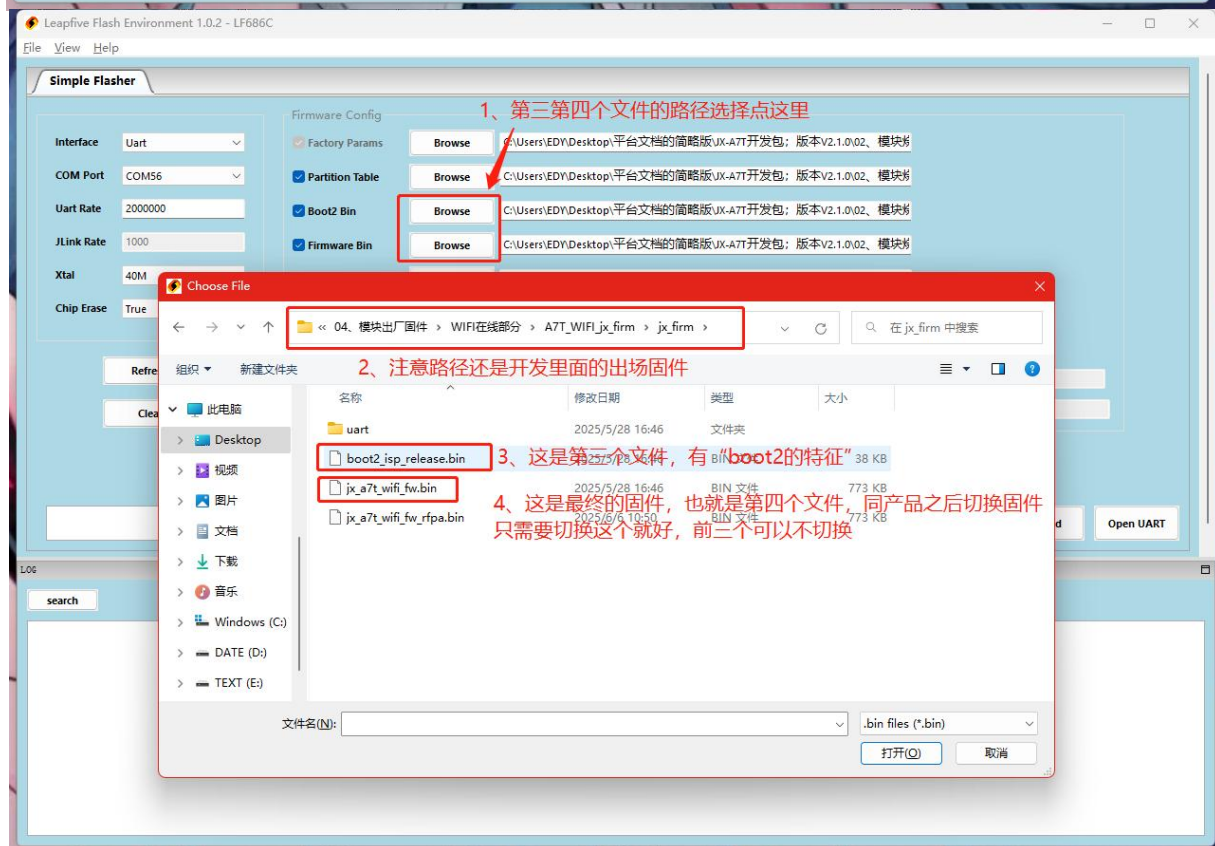 Leapfive Flash Environment 1.0.2 - LF686C
File View Help
Simple Flasher
Firmware Config
1、第三第四个文件的路径选择点这里
Interface Uart
Factory Params Browse C:\Users\EDY\Desktop\平台文档的简略版\JX-A7T开发包；版本V2.1.0\02、模块
COM Port COM56
Partition Table Browse C:\Users\EDY\Desktop\平台文档的简略版\JX-A7T开发包；版本V2.1.0\02、模块
Uart Rate 2000000
Boot2 Bin Browse C:\Users\EDY\Desktop\平台文档的简略版\JX-A7T开发包；版本V2.1.0\02、模块
JLink Rate 1000
Firmware Bin Browse C:\Users\EDY\Desktop\平台文档的简略版\JX-A7T开发包；版本V2.1.0\02、模块
Xtal 40M
Chip Erase True
Choose File
« 04、模块出厂固件 › WIFI在线部分 › A7T_WIFI_jx_firm › jx_firm ›
在 jx_firm 中搜索
Refre
组织 新建文件夹
2、注意路径还是开发里面的出场固件
Clea
名称 修改日期 类型 大小
此电脑
Desktop
视频
图片
文档
下载
音乐
Windows (C:)
DATE (D:)
TEXT (E:)
uart 2025/5/28 16:46 文件夹
boot2_isp_release.bin 2025/5/28 16:46 BIN 文件 38 KB
3、这是第三个文件，有“boot2的特征”
jx_a7t_wifi_fw.bin 2025/5/28 16:46 BIN 文件 773 KB
4、这是最终的固件，也就是第四个文件，同产品之后切换固件
jx_a7t_wifi_fw_rfpa.bin 2025/6/6 10:50 BIN 文件 773 KB
只需要切换这个就好，前三个可以不切换
d Open UART
LOG
search
文件名(N): .bin files (*.bin)
打开(O) 取消